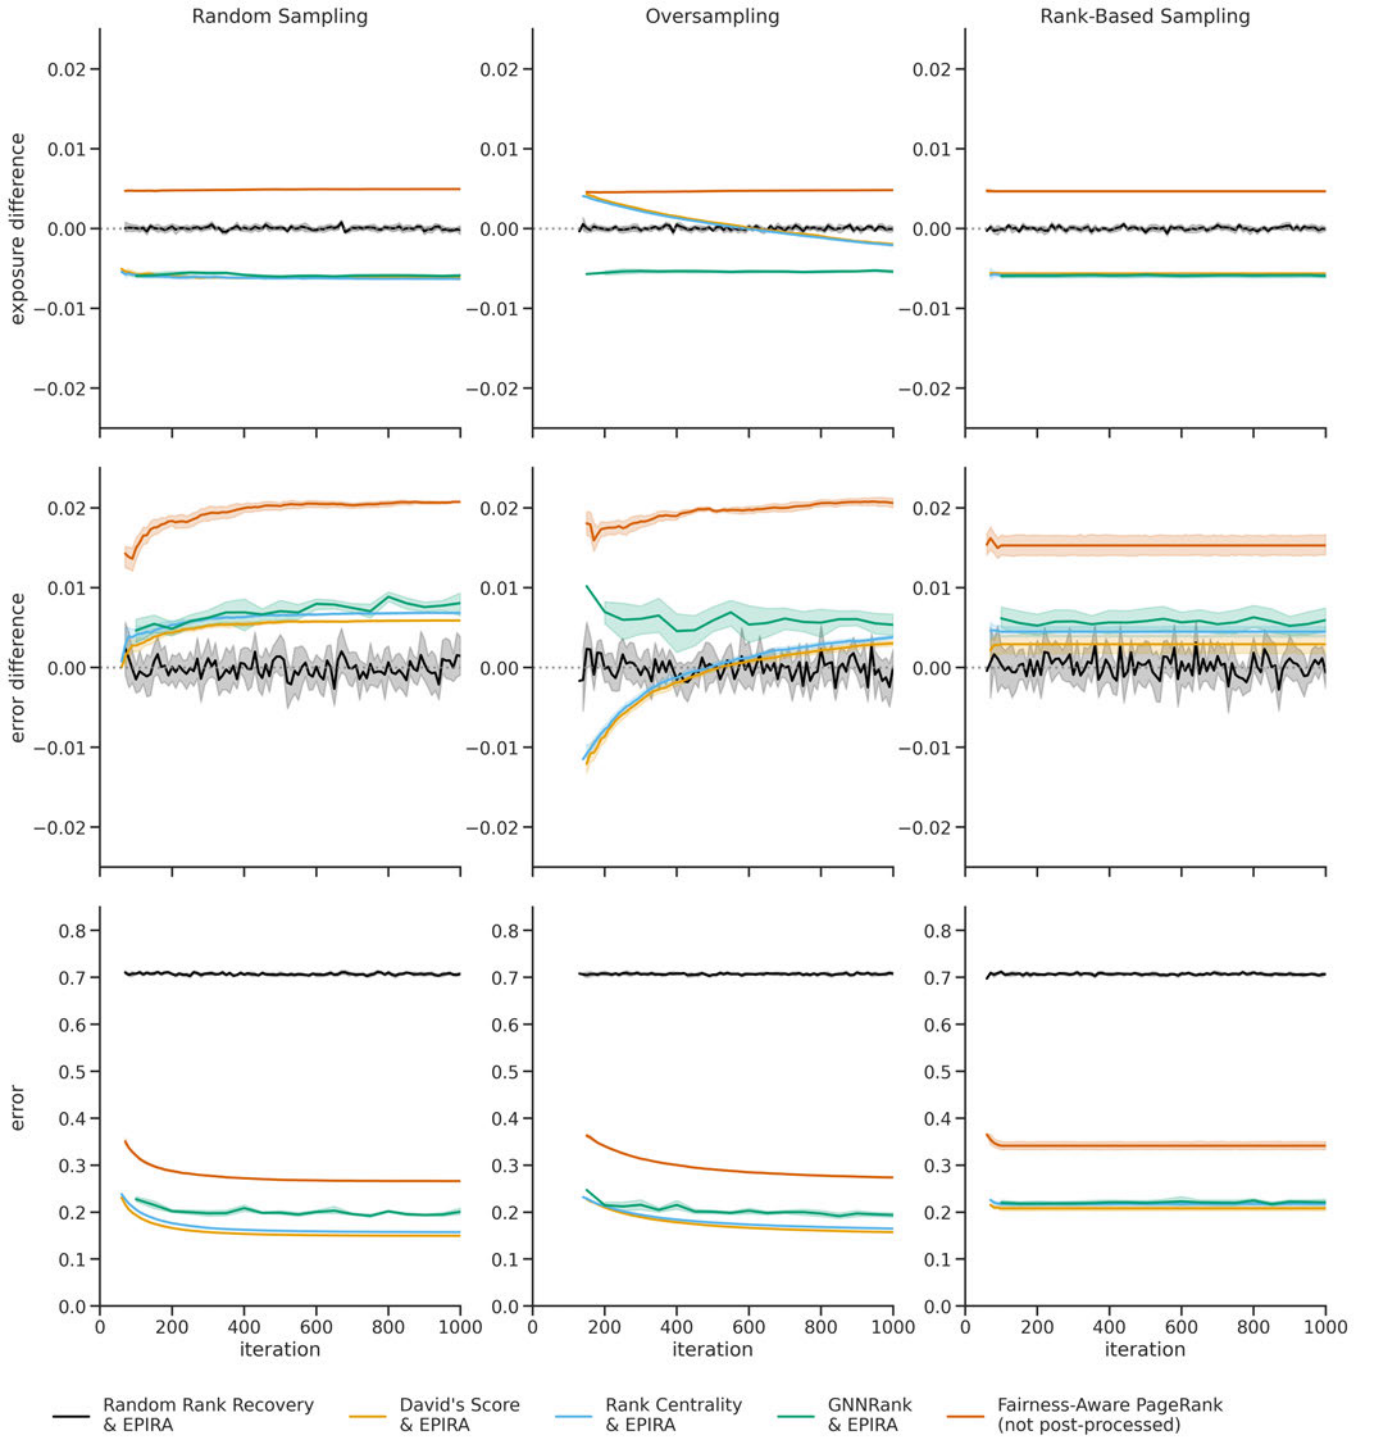 Random Sampling
Oversampling
Rank-Based Sampling
exposure difference
0.02
0.01
0.00
−0.01
−0.02
0.02
0.01
0.00
−0.01
−0.02
0.02
0.01
0.00
−0.01
−0.02
error difference
0.02
0.01
0.00
−0.01
−0.02
0.02
0.01
0.00
−0.01
−0.02
0.02
0.01
0.00
−0.01
−0.02
error
0.8
0.7
0.6
0.5
0.4
0.3
0.2
0.1
0.0
0.8
0.7
0.6
0.5
0.4
0.3
0.2
0.1
0.0
0.8
0.7
0.6
0.5
0.4
0.3
0.2
0.1
0.0
0 200 400 600 800 1000
0 200 400 600 800 1000
0 200 400 600 800 1000
iteration
iteration
iteration
Random Rank Recovery
& EPIRA
David's Score
& EPIRA
Rank Centrality
& EPIRA
GNNRank
& EPIRA
Fairness-Aware PageRank
(not post-processed)